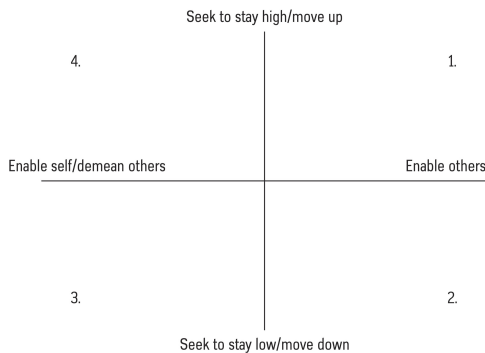 Seek to stay high/move up
4.
1.
Enable self/demean others
Enable others
3.
2.
Seek to stay low/move down